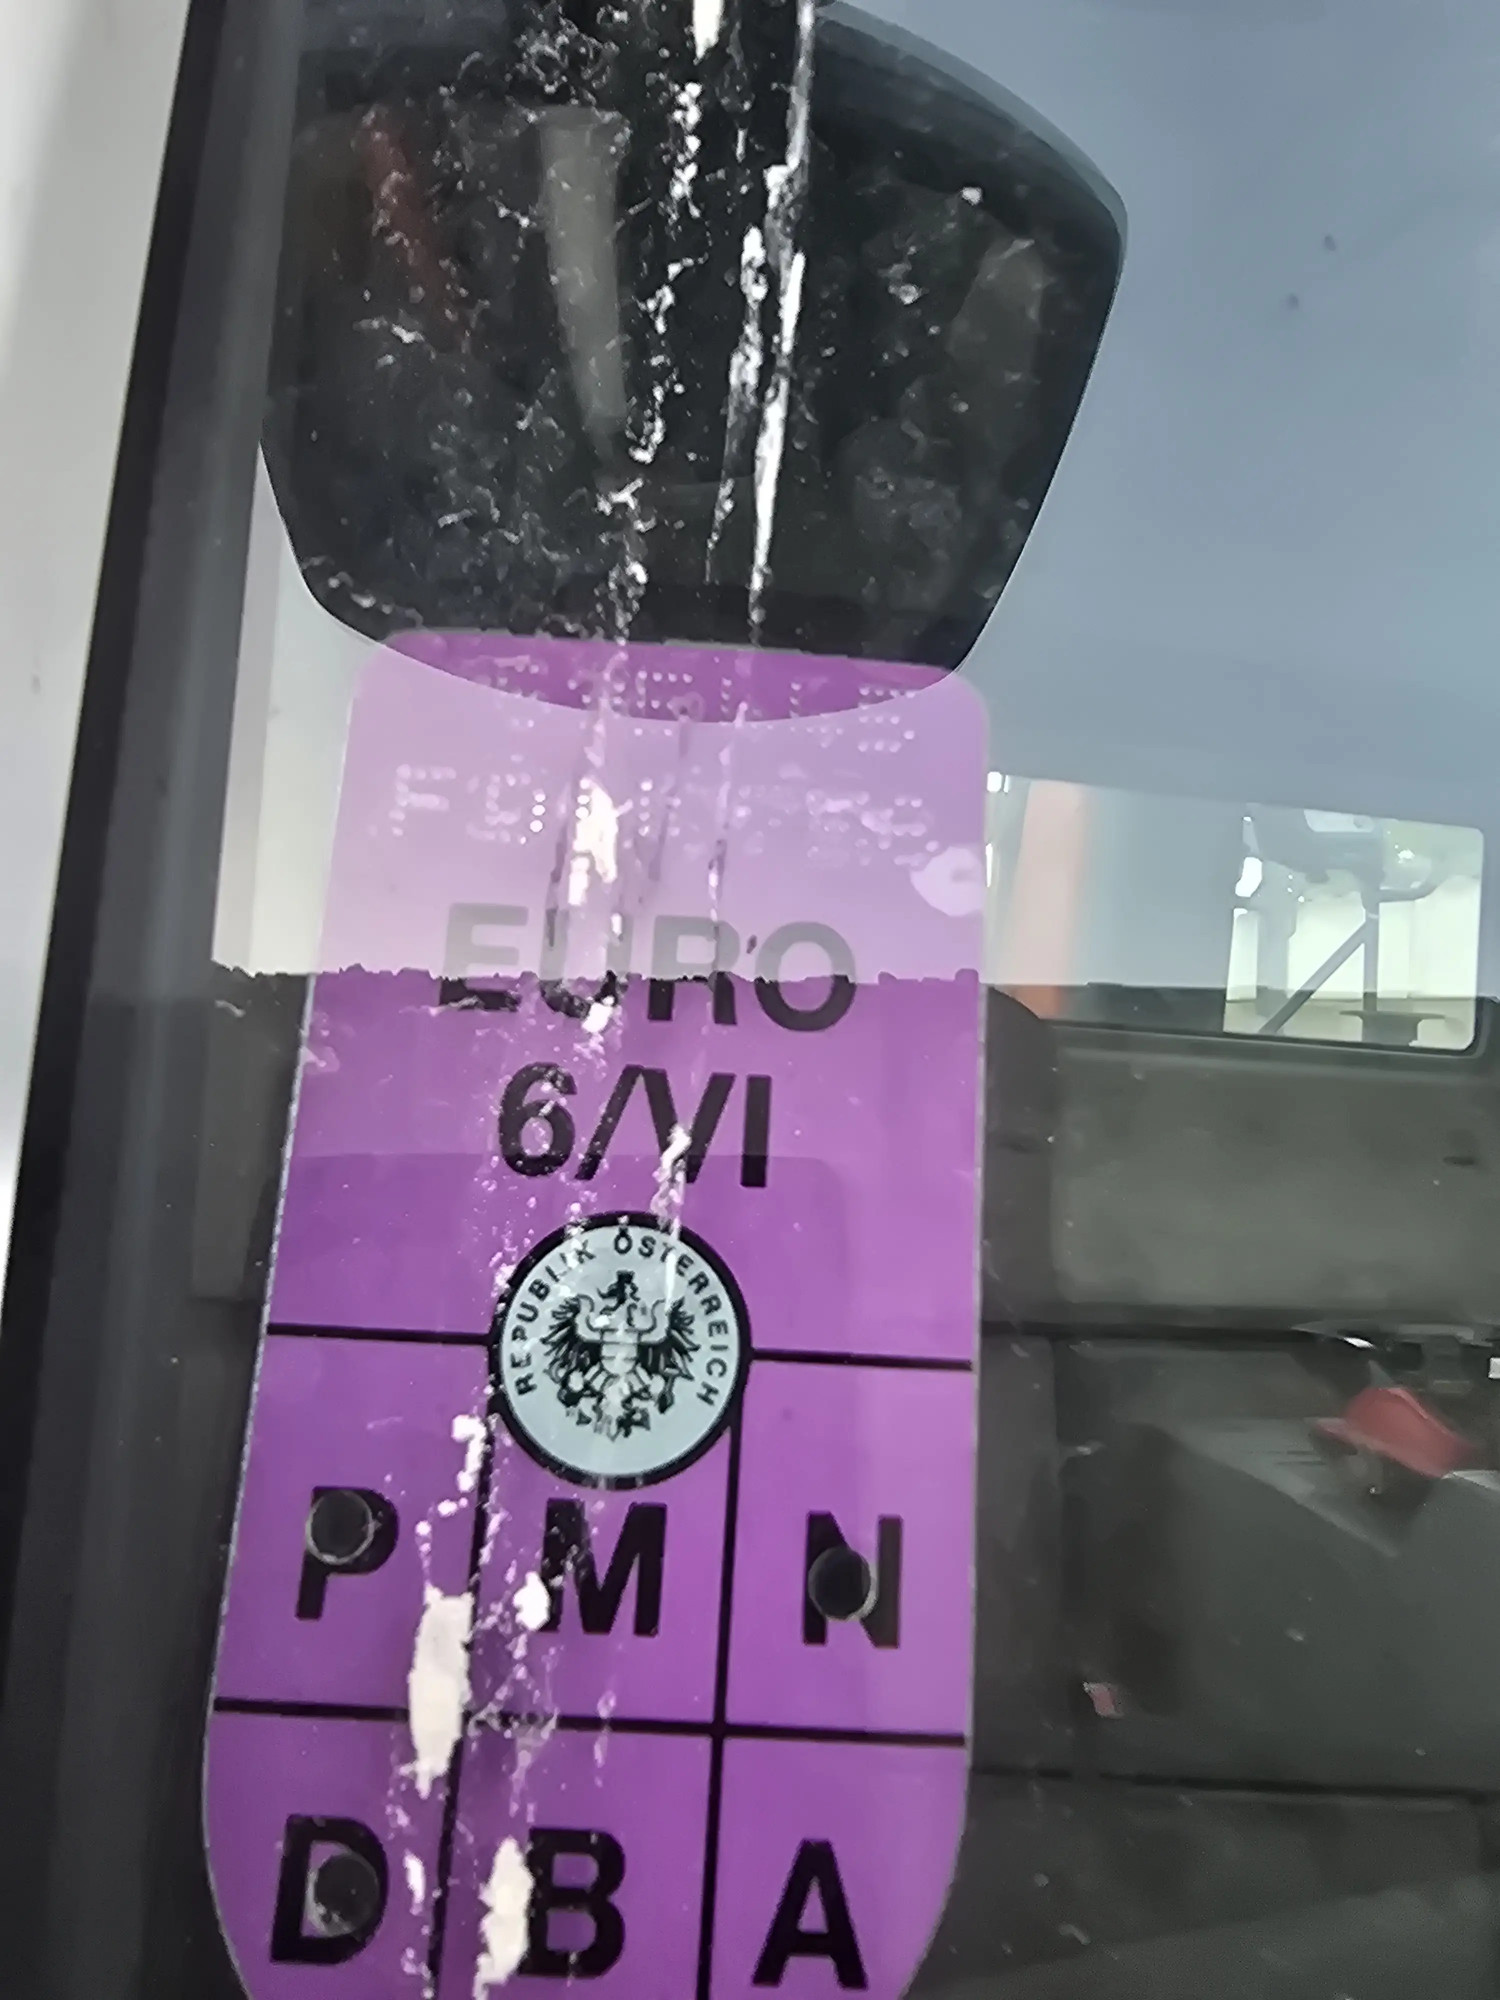 EURO
6/VI
REPUBLIK ÖSTERREICH
P M N
D B A